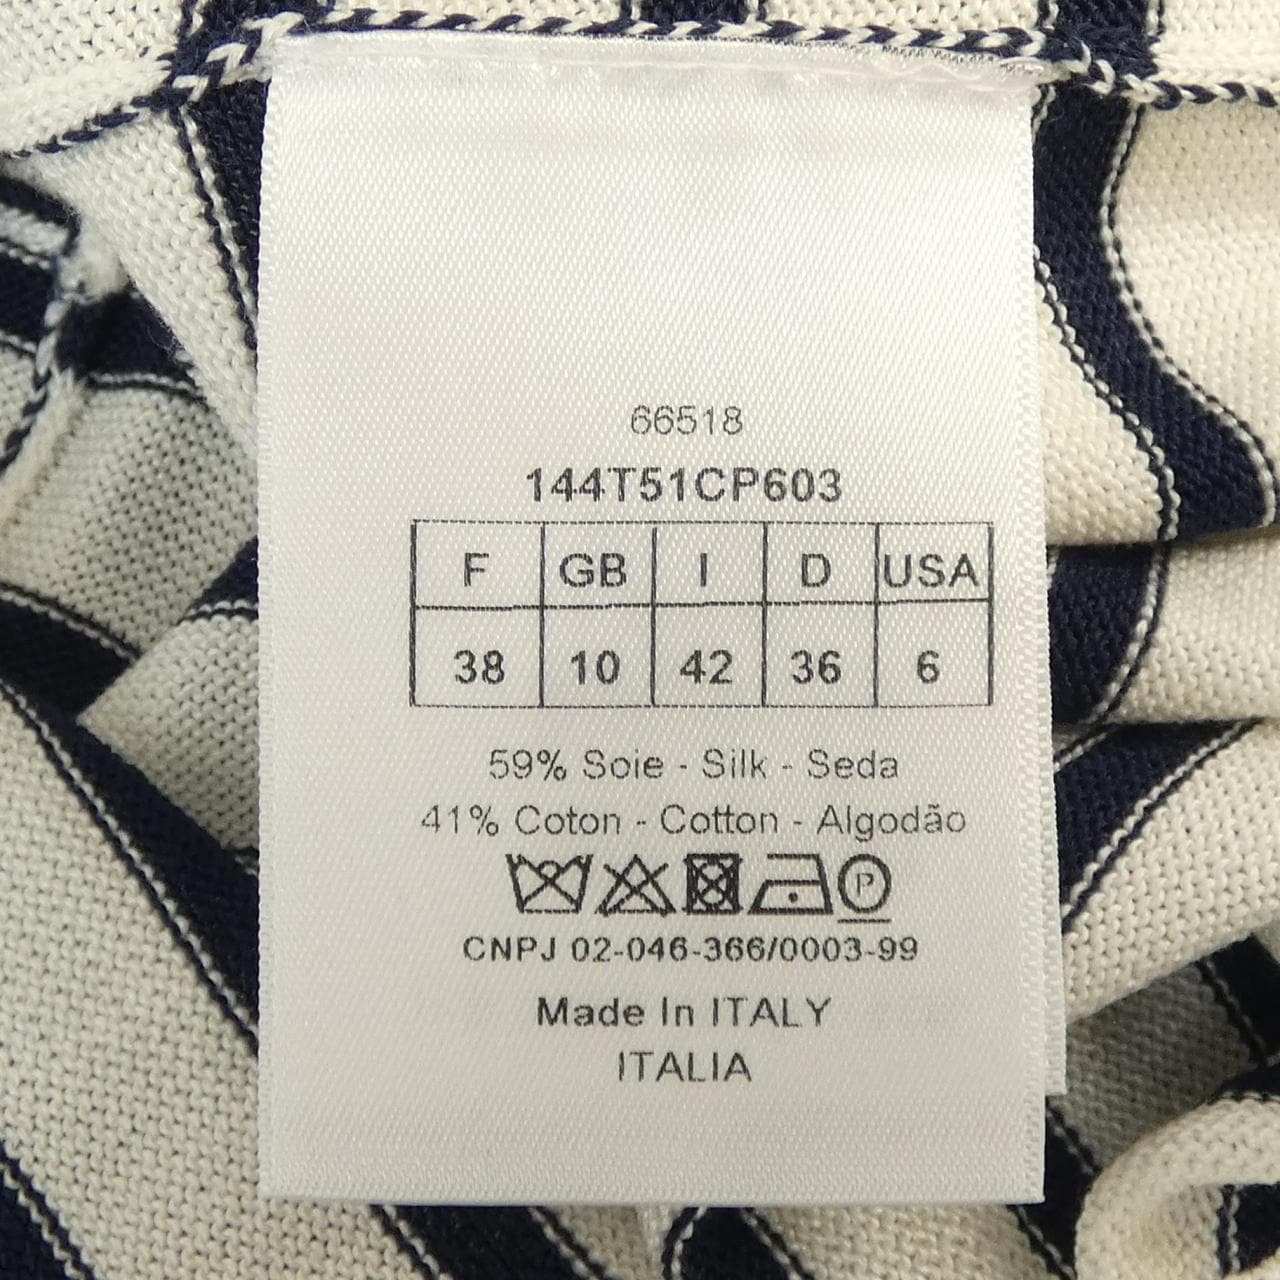 66518
144T51CP603
F GB I D USA
38 10 42 36 6
59% Soie - Silk - Seda
41% Coton - Cotton - Algodão
P
CNPJ 02-046-366/0003-99
Made In ITALY
ITALIA